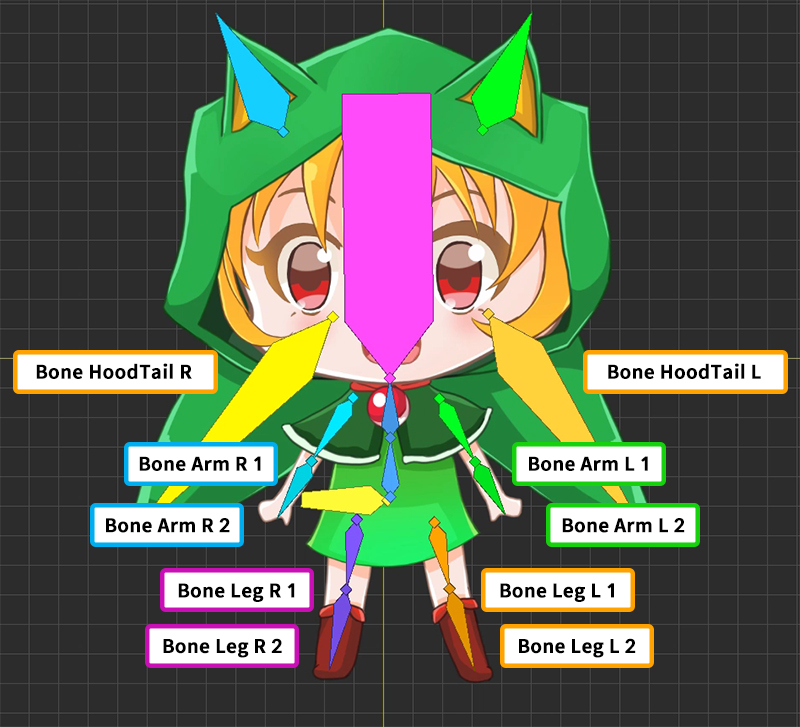 Bone HoodTail R
Bone HoodTail L
Bone Arm R 1
Bone Arm L 1
Bone Arm R 2
Bone Arm L 2
Bone Leg R 1
Bone Leg L 1
Bone Leg R 2
Bone Leg L 2